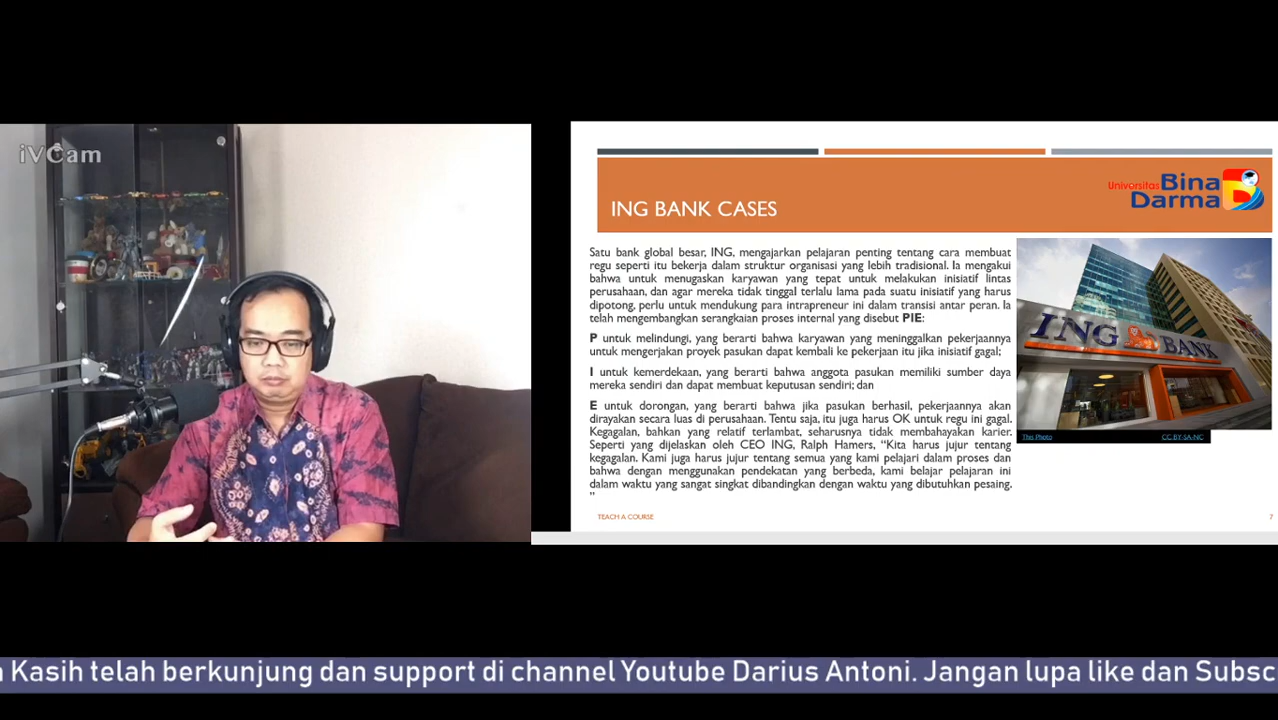 iVCam
Universitas Bina
Darma
ING BANK CASES
Satu bank global besar, ING, mengajarkan pelajaran penting tentang cara membuat
regu seperti itu bekerja dalam struktur organisasi yang lebih tradisional. Ia mengakui
bahwa untuk menugaskan karyawan yang tepat untuk melakukan inisiatif lintas
perusahaan, dan agar mereka tidak tinggal terlalu lama pada suatu inisiatif yang harus
dipotong, perlu untuk mendukung para intrapreneur ini dalam transisi antar peran. Ia
telah mengembangkan serangkaian proses internal yang disebut PIE:
P untuk melindungi, yang berarti bahwa karyawan yang meninggalkan pekerjaannya
untuk mengerjakan proyek pasukan dapat kembali ke pekerjaan itu jika inisiatif gagal;
I untuk kemerdekaan, yang berarti bahwa anggota pasukan memiliki sumber daya
mereka sendiri dan dapat membuat keputusan sendiri; dan
E untuk dorongan, yang berarti bahwa jika pasukan berhasil, pekerjaannya akan
dirayakan secara luas di perusahaan. Tentu saja, itu juga harus OK untuk regu ini gagal.
Kegagalan, bahkan yang relatif terlambat, seharusnya tidak membahayakan karier.
Seperti yang dijelaskan oleh CEO ING, Ralph Hamers, “Kita harus jujur tentang
kegagalan. Kami juga harus jujur tentang semua yang kami pelajari dalam proses dan
bahwa dengan menggunakan pendekatan yang berbeda, kami belajar pelajaran ini
dalam waktu yang sangat singkat dibandingkan dengan waktu yang dibutuhkan pesaing.
”
ING BANK
This Photo CC BY-SA-NC
TEACH A COURSE 7
Kasih telah berkunjung dan support di channel Youtube Darius Antoni. Jangan lupa like dan Subsc